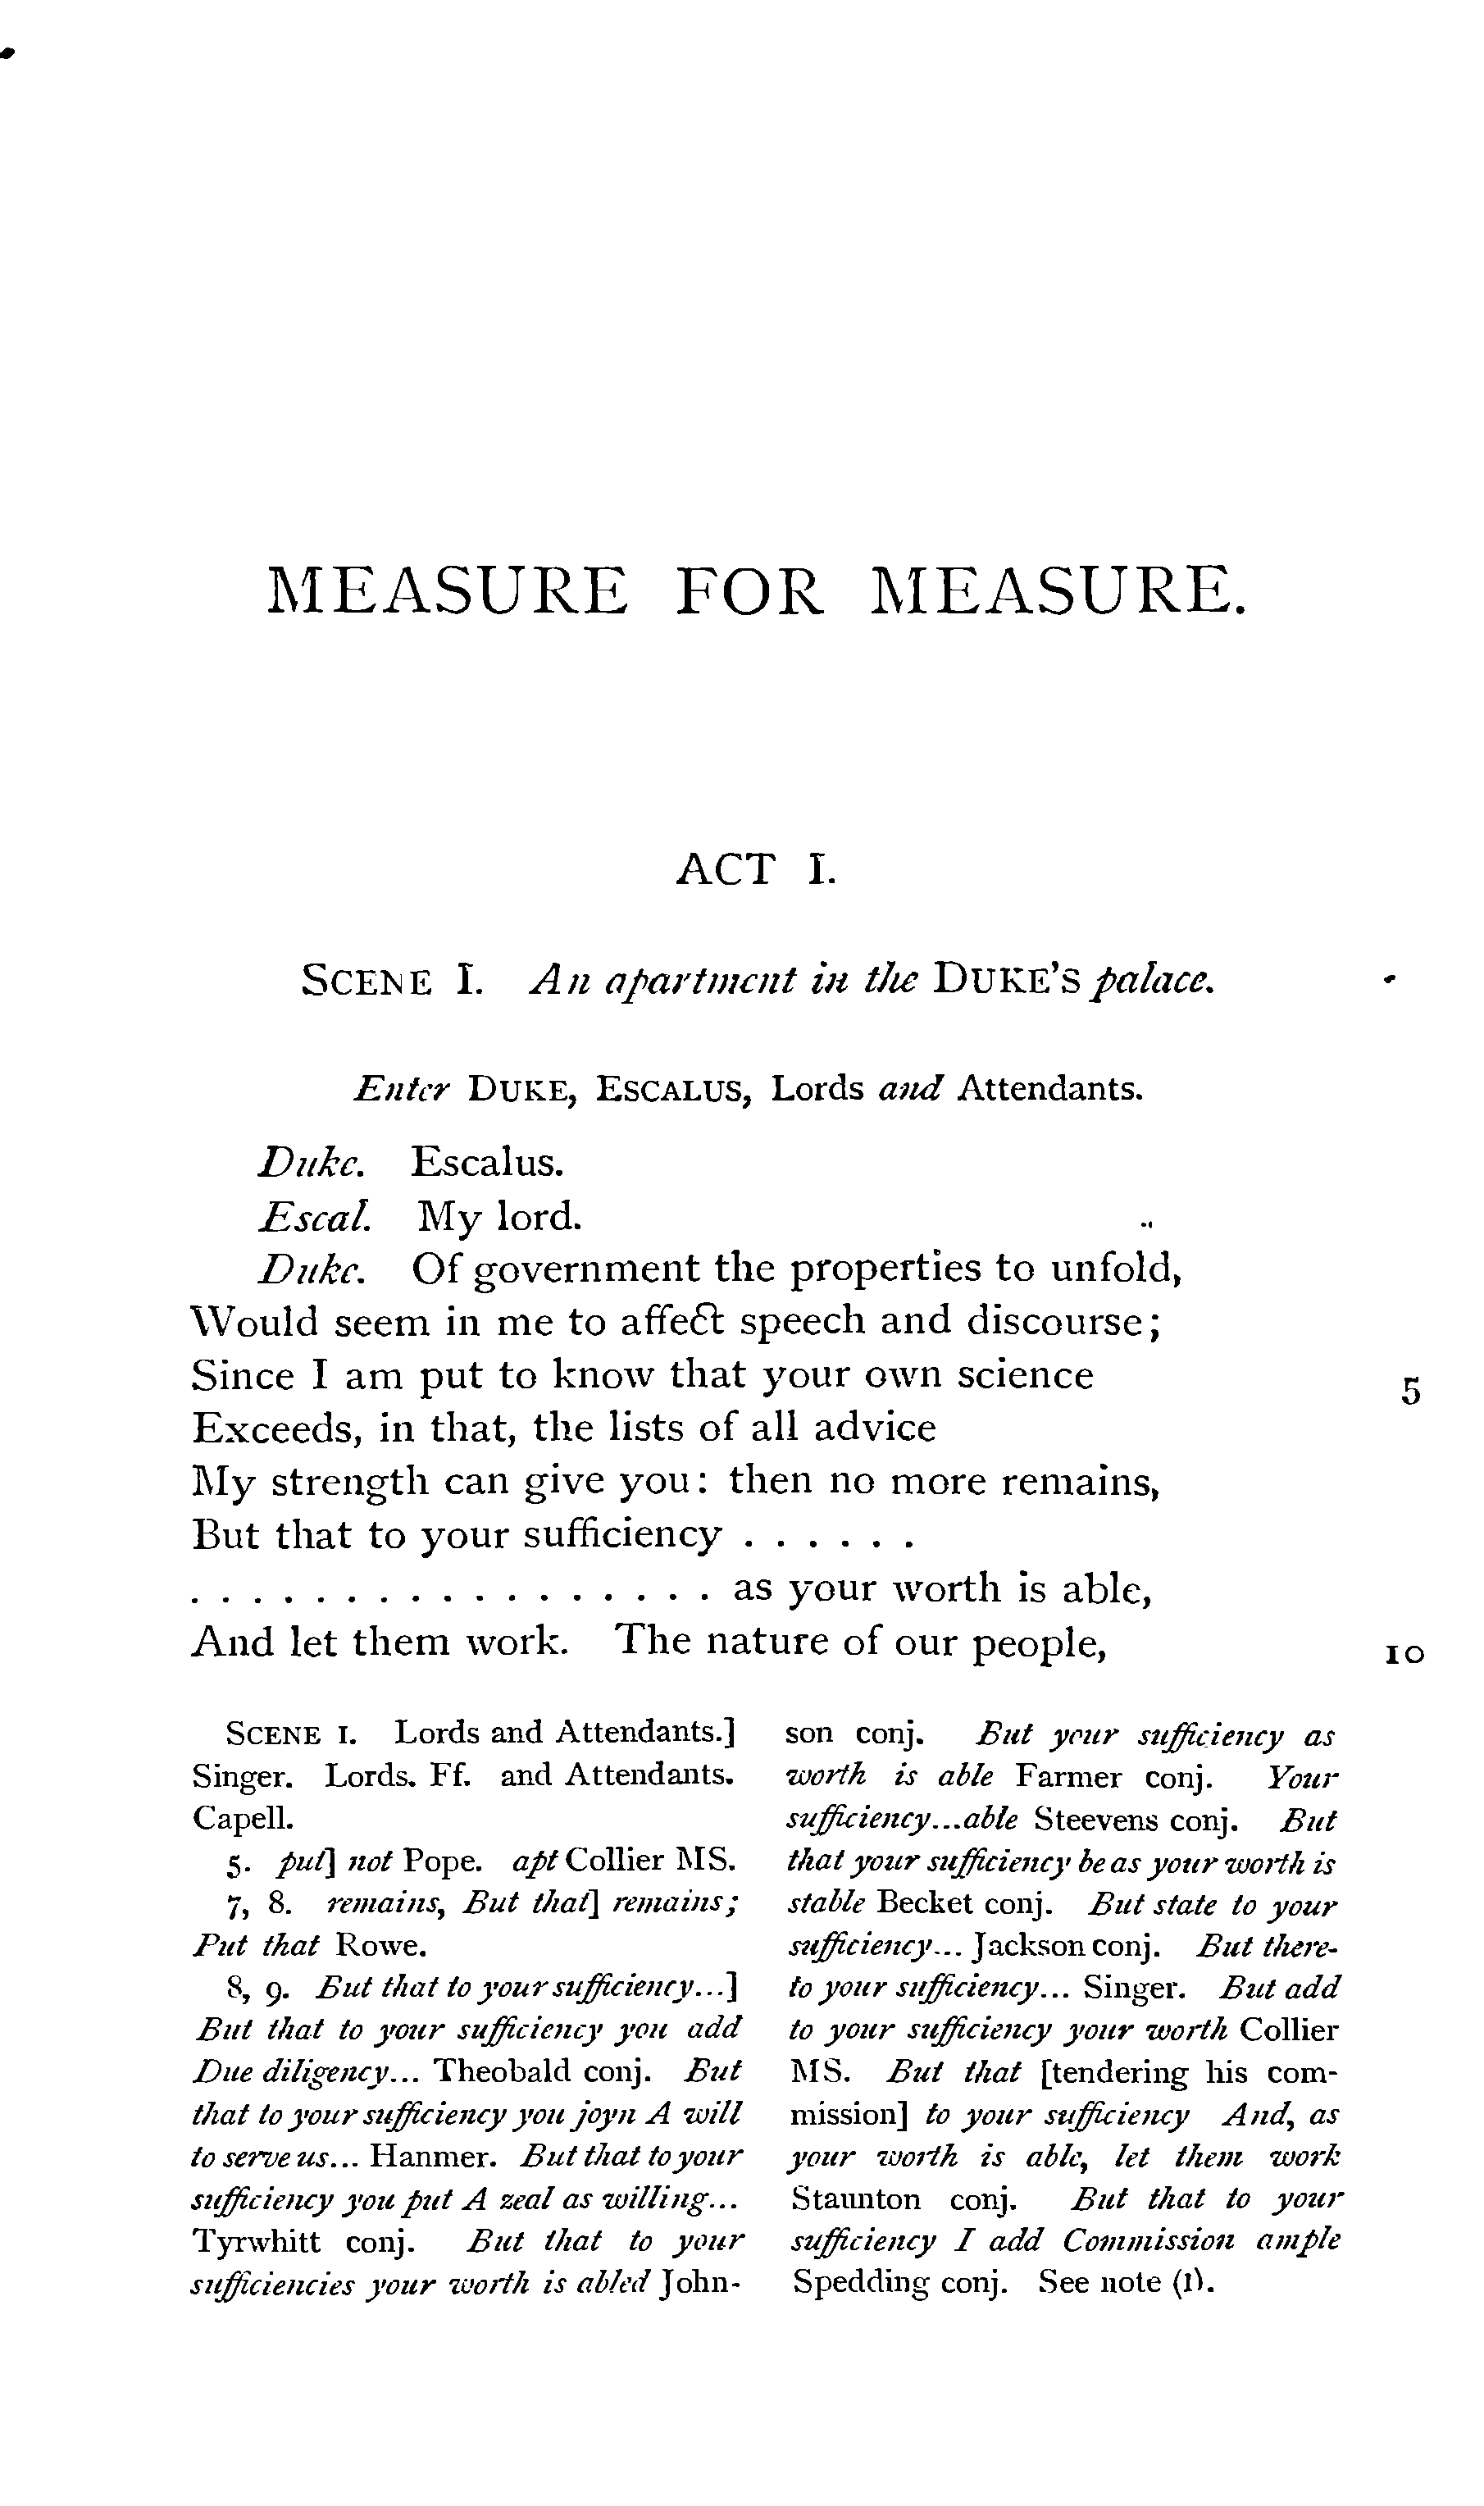 MEASURE FOR MEASURE.
ACT I.
SCENE I. An apartment in the DUKE'S palace.
Enter DUKE, ESCALUS, Lords and Attendants.
Duke. Escalus.
Escal. My lord.
Duke. Of government the properties to unfold,
Would seem in me to affect speech and discourse;
Since I am put to know that your own science
5
Exceeds, in that, the lists of all advice
My strength can give you: then no more remains,
But that to your sufficiency . . . . . .
. . . . . . . . . . . . . . . . . as your worth is able,
And let them work. The nature of our people,
10
SCENE I. Lords and Attendants.]
Singer. Lords. Ff. and Attendants.
Capell.
5. put] not Pope. apt Collier MS.
7, 8. remains, But that] remains;
Put that Rowe.
8, 9. But that to your sufficiency...]
But that to your sufficiency you add
Due diligency... Theobald conj. But
that to your sufficiency you joyn A will
to serve us... Hanmer. But that to your
sufficiency you put A zeal as willing...
Tyrwhitt conj. But that to your
sufficiencies your worth is abled John-
son conj. But your sufficiency as
worth is able Farmer conj. Your
sufficiency...able Steevens conj. But
that your sufficiency be as your worth is
stable Becket conj. But state to your
sufficiency... Jackson conj. But there-
to your sufficiency... Singer. But add
to your sufficiency your worth Collier
MS. But that [tendering his com-
mission] to your sufficiency And, as
your worth is able, let them work
Staunton conj. But that to your
sufficiency I add Commission ample
Spedding conj. See note (I).